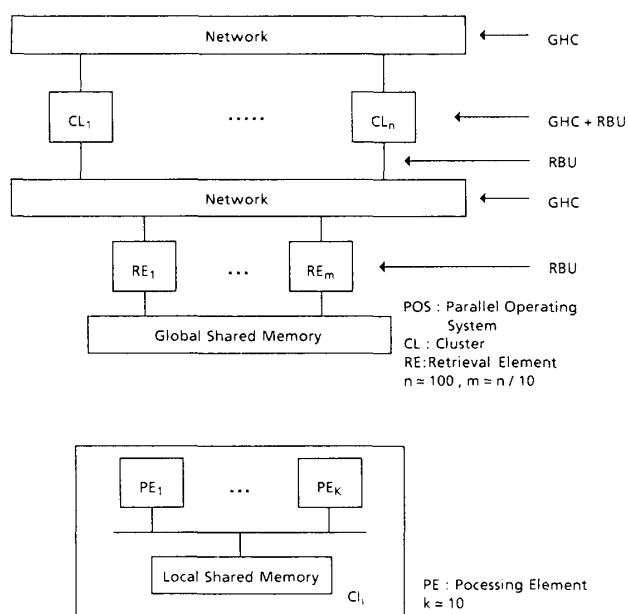 Network
GHC
CL1
.....
CLn
GHC + RBU
RBU
Network
GHC
RE1
...
REm
RBU
Global Shared Memory
POS : Parallel Operating
System
CL : Cluster
RE:Retrieval Element
n ≃ 100 , m ≃ n / 10
PE1
...
PEK
Local Shared Memory
Cli
PE : Pocessing Element
k ≃ 10